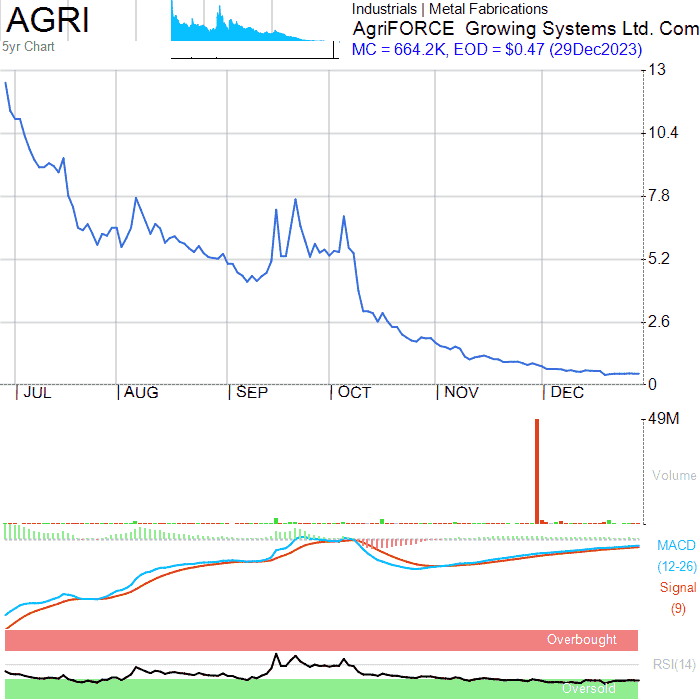 AGRI
5yr Chart
Industrials | Metal Fabrications
AgriFORCE Growing Systems Ltd. Com
MC = 664.2K, EOD = $0.47 (29Dec2023)
13
10.4
7.8
5.2
2.6
0
JUL AUG SEP OCT NOV DEC
49M
Volume
MACD
(12-26)
Signal
(9)
Overbought
RSI(14)
Oversold